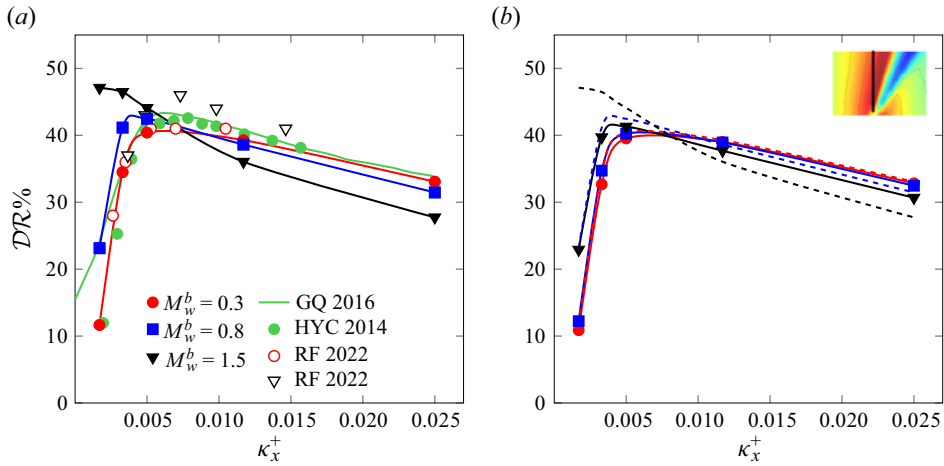 (a)
(b)
50
40
30
20
10
0
𝒟ℛ%
M_w^b = 0.3
M_w^b = 0.8
M_w^b = 1.5
GQ 2016
HYC 2014
RF 2022
RF 2022
0.005 0.010 0.015 0.020 0.025
κ_x^+
50
40
30
20
10
0
0.005 0.010 0.015 0.020 0.025
κ_x^+